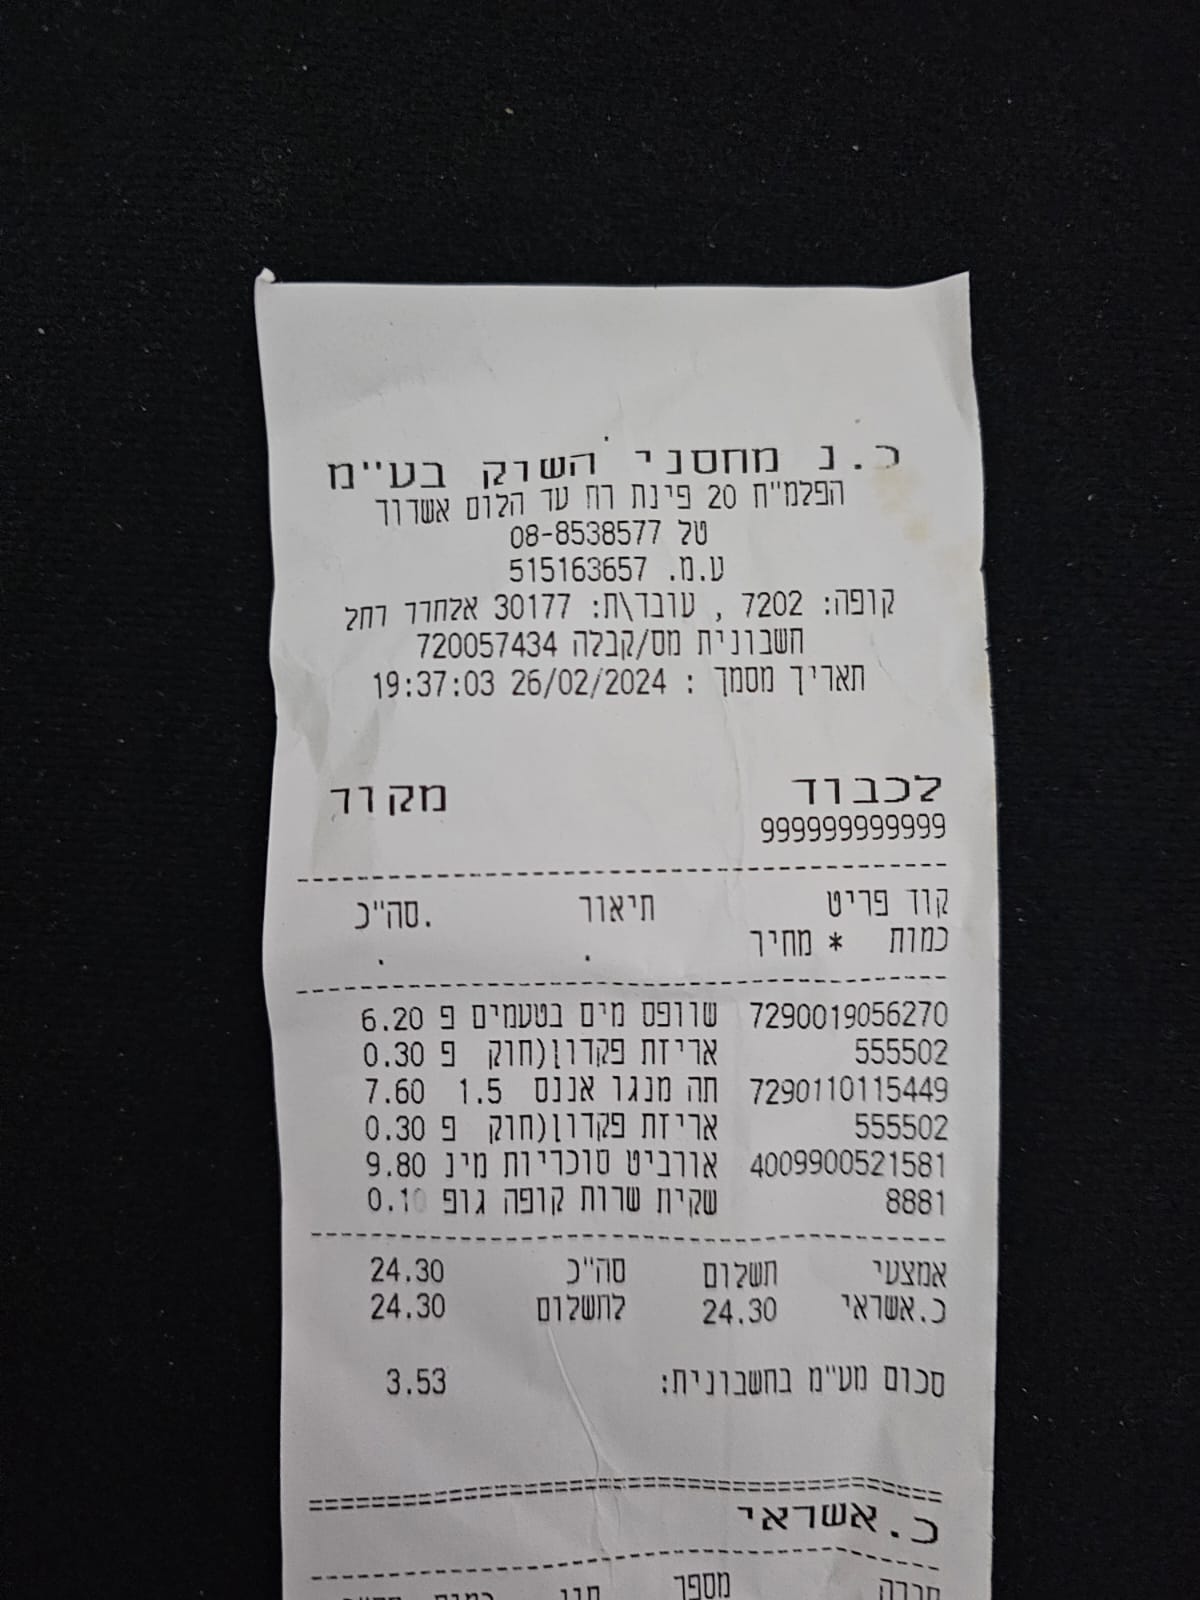 כ.נ מחסני השוק בע"מ
הפלמ"ח 20 פינת רח עד הלום אשדוד
טל 08-8538577
ע.מ. 515163657
קופה: 7202 , עובד\ת: 30177 אלחדד רחל
חשבונית מס/קבלה 720057434
תאריך מסמך : 26/02/2024 19:37:03
לכבוד מקור
999999999999
קוד פריט תיאור סה"כ.
כמות * מחיר . .
7290019056270 שוופס מים בטעמים פ 6.20
555502 אריזת פקדון(חוק פ 0.30
7290110115449 תה מנגו אננס 1.5 7.60
555502 אריזת פקדון(חוק פ 0.30
4009900521581 אורביט סוכריות מינ 9.80
8881 שקית שרות קופה גופ 0.10
אמצעי תשלום סה"כ 24.30
כ.אשראי 24.30 לתשלום 24.30
סכום מע"מ בחשבונית: 3.53
כ.אשראי
חברה מספר